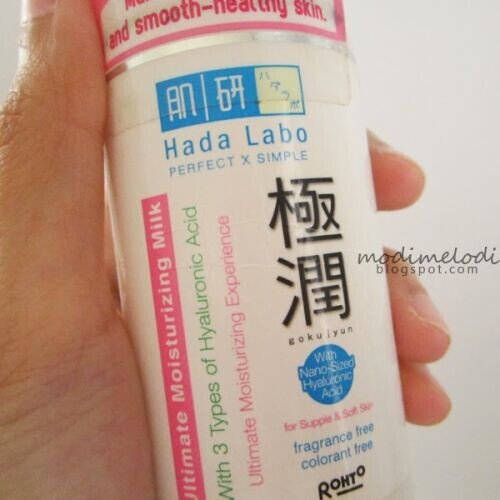 and smooth-healthy skin.
肌研
ハダラボ
Hada Labo
PERFECT X SIMPLE
極潤
gokujyun
Ultimate Moisturizing Milk
With 3 Types of Hyaluronic Acid
Ultimate Moisturizing Experience
With
Nano-Sized
Hyaluronic
Acid
for Supple & Soft Skin
fragrance free
colorant free
ROHTO
modimelodi
blogspot.com